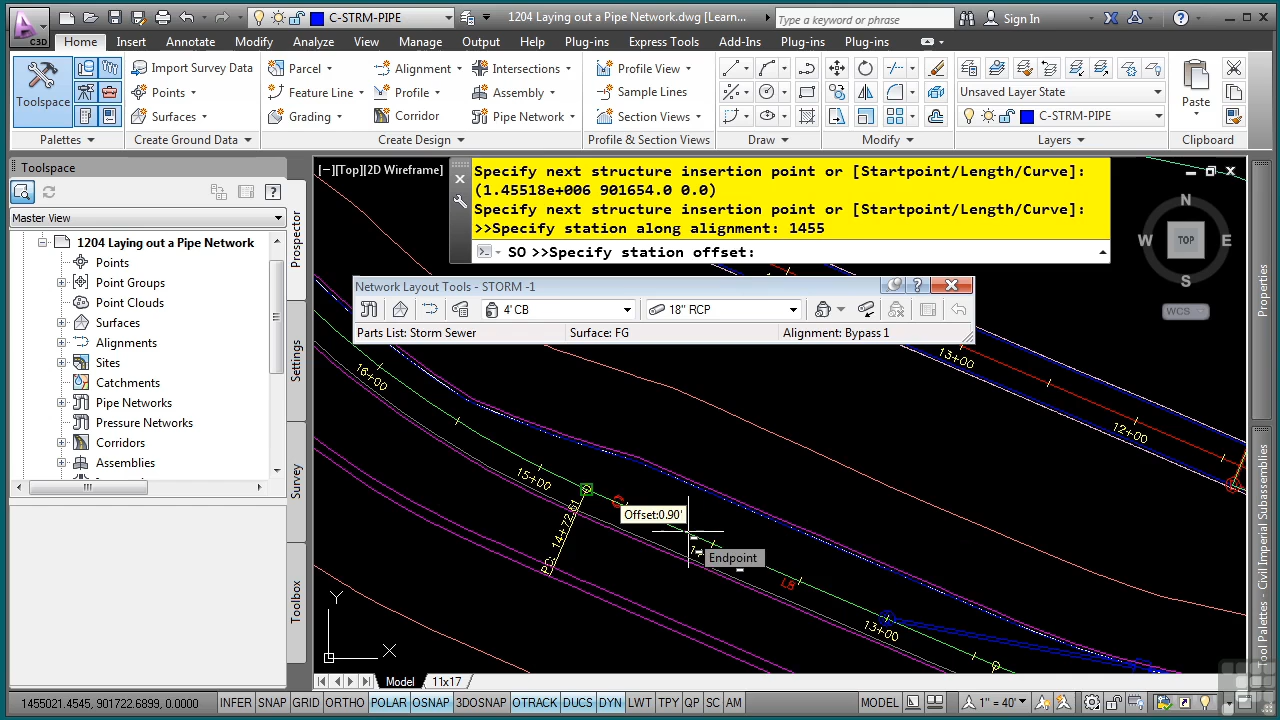 C3D
C-STRM-PIPE
1204 Laying out a Pipe Network.dwg [Learn...
Type a keyword or phrase
Sign In
Home Insert Annotate Modify Analyze View Manage Output Help Plug-ins Express Tools Add-Ins Plug-ins Plug-ins
Toolspace
Import Survey Data
Points
Surfaces
Parcel
Feature Line
Grading
Alignment
Profile
Corridor
Intersections
Assembly
Pipe Network
Profile View
Sample Lines
Section Views
Unsaved Layer State
C-STRM-PIPE
Paste
Palettes
Create Ground Data
Create Design
Profile & Section Views
Draw
Modify
Layers
Clipboard
Toolspace
Master View
1204 Laying out a Pipe Network
Points
Point Groups
Point Clouds
Surfaces
Alignments
Sites
Catchments
Pipe Networks
Pressure Networks
Corridors
Assemblies
Prospector
Settings
Survey
Toolbox
[−][Top][2D Wireframe]
Specify next structure insertion point or [Startpoint/Length/Curve]:
(1.45518e+006 901654.0 0.0)
Specify next structure insertion point or [Startpoint/Length/Curve]:
>>Specify station along alignment: 1455
SO >>Specify station offset:
N
W TOP E
S
WCS
Network Layout Tools - STORM -1
4' CB
18" RCP
Parts List: Storm Sewer
Surface: FG
Alignment: Bypass 1
16+00
15+00
13+00
12+00
13+00
LB
Offset:0.90'
Endpoint
Y
X
Properties
Tool Palettes - Civil Imperial Subassemblies
Model
11x17
1455021.4545, 901722.6899, 0.0000
INFER SNAP GRID ORTHO POLAR OSNAP 3DOSNAP OTRACK DUCS DYN LWT TPY QP SC AM
MODEL
1" = 40'